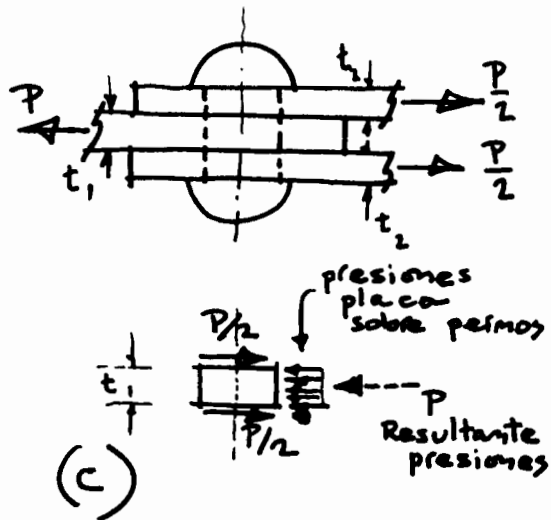 t₂
P
P/2
t₁
P/2
t₂
presiones
placa
sobre pernos
P/2
t₁
P
P/2
Resultante
presiones
(C)